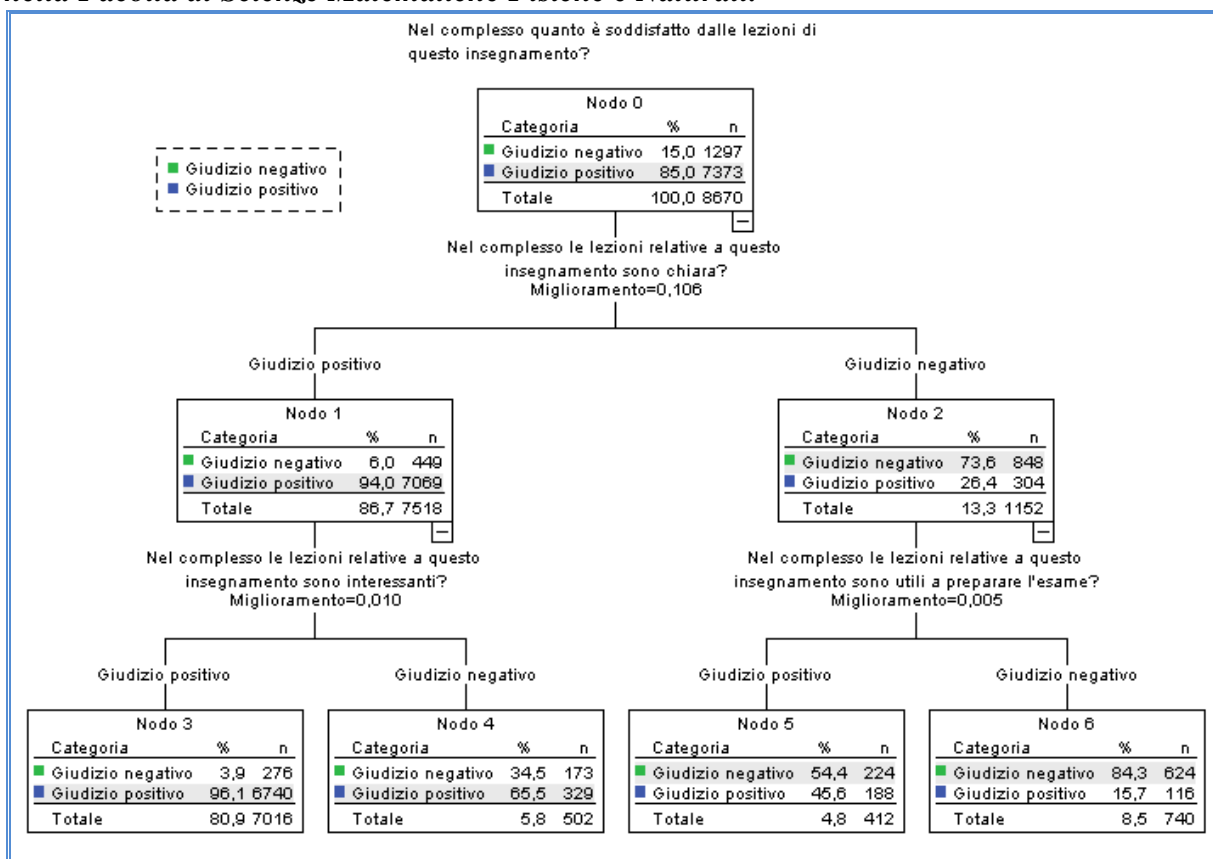 nella Facoltà di Scienze Matematiche Fisiche e Naturali
Nel complesso quanto è soddisfatto dalle lezioni di
questo insegnamento?
Giudizio negativo
Giudizio positivo
Nodo 0
Categoria % n
Giudizio negativo 15,0 1297
Giudizio positivo 85,0 7373
Totale 100,0 8670
Nel complesso le lezioni relative a questo
insegnamento sono chiara?
Miglioramento=0,106
Giudizio positivo
Giudizio negativo
Nodo 1
Categoria % n
Giudizio negativo 6,0 449
Giudizio positivo 94,0 7069
Totale 86,7 7518
Nodo 2
Categoria % n
Giudizio negativo 73,6 848
Giudizio positivo 26,4 304
Totale 13,3 1152
Nel complesso le lezioni relative a questo
insegnamento sono interessanti?
Miglioramento=0,010
Nel complesso le lezioni relative a questo
insegnamento sono utili a preparare l'esame?
Miglioramento=0,005
Giudizio positivo
Giudizio negativo
Giudizio positivo
Giudizio negativo
Nodo 3
Categoria % n
Giudizio negativo 3,9 276
Giudizio positivo 96,1 6740
Totale 80,9 7016
Nodo 4
Categoria % n
Giudizio negativo 34,5 173
Giudizio positivo 65,5 329
Totale 5,8 502
Nodo 5
Categoria % n
Giudizio negativo 54,4 224
Giudizio positivo 45,6 188
Totale 4,8 412
Nodo 6
Categoria % n
Giudizio negativo 84,3 624
Giudizio positivo 15,7 116
Totale 8,5 740